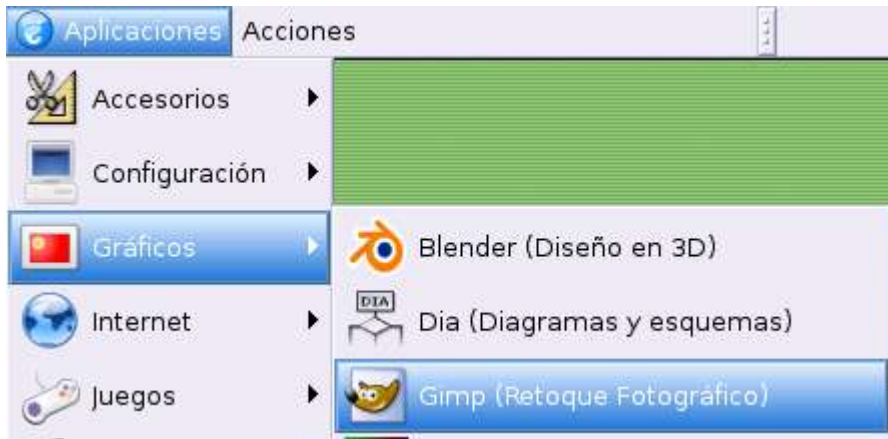 Aplicaciones Acciones
Accesorios
Configuración
Gráficos
Blender (Diseño en 3D)
Internet
DIA
Dia (Diagramas y esquemas)
Juegos
Gimp (Retoque Fotográfico)